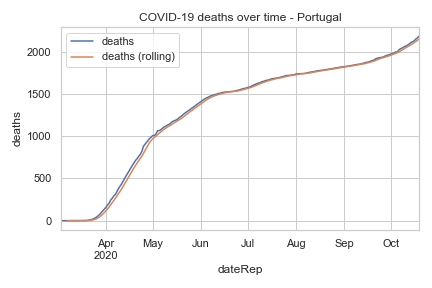 COVID-19 deaths over time - Portugal
deaths
deaths (rolling)
2000
1500
1000
500
0
deaths
Apr May Jun Jul Aug Sep Oct
2020
dateRep